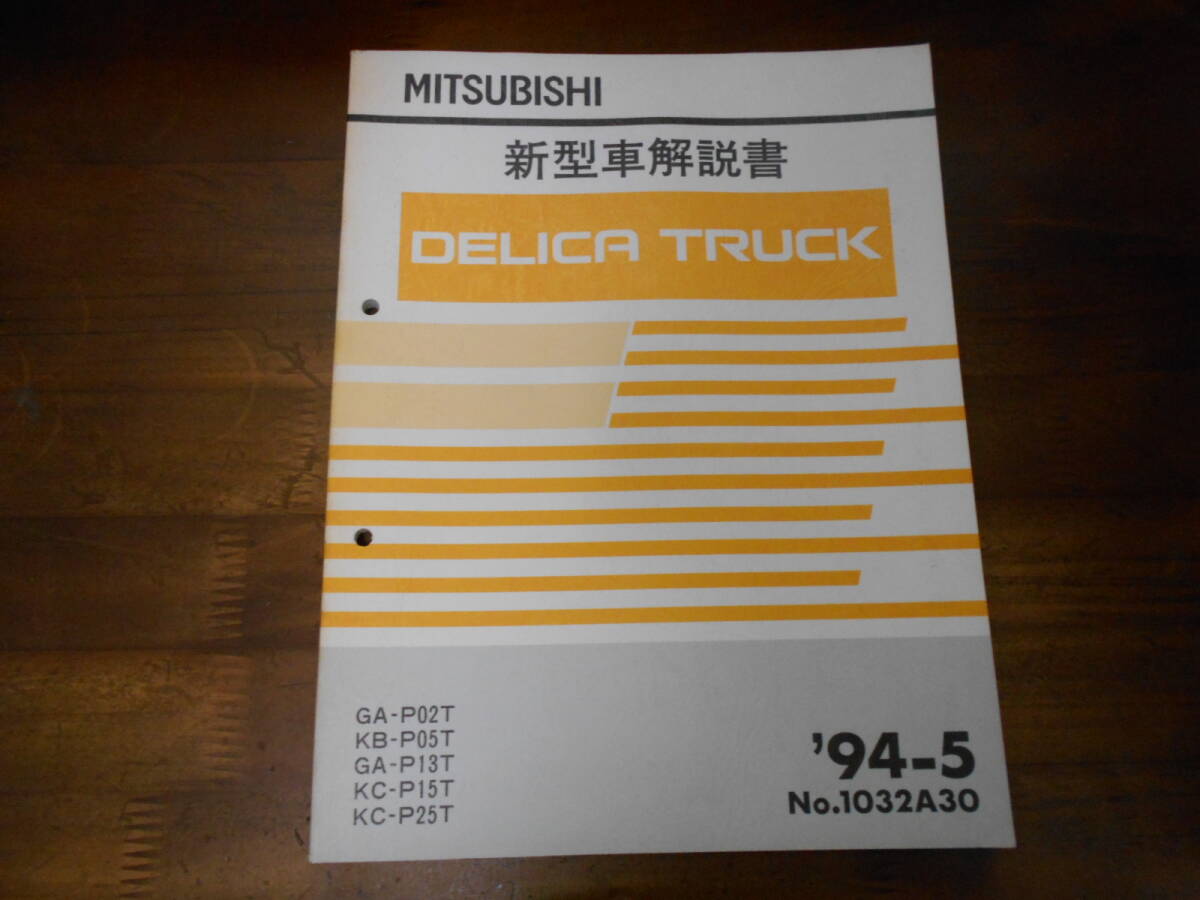 MITSUBISHI
新型車解説書
DELICA TRUCK
GA-P02T
KB-P05T
GA-P13T
KC-P15T
KC-P25T
'94-5
No.1032A30